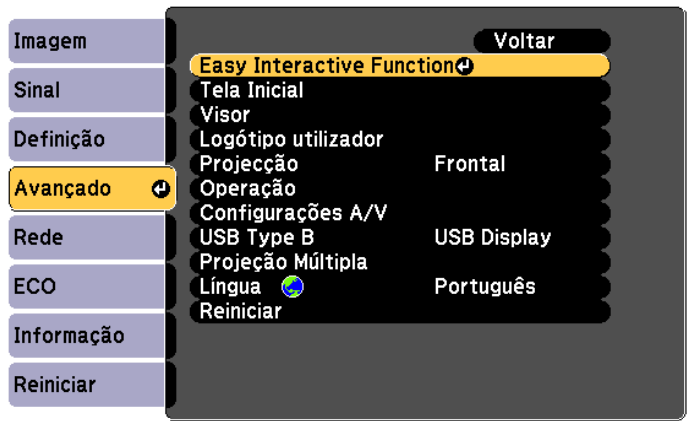 Imagem
Sinal
Definição
Avançado
Rede
ECO
Informação
Reiniciar
Voltar
Easy Interactive Function
Tela Inicial
Visor
Logótipo utilizador
Projecção Frontal
Operação
Configurações A/V
USB Type B USB Display
Projeção Múltipla
Língua Português
Reiniciar